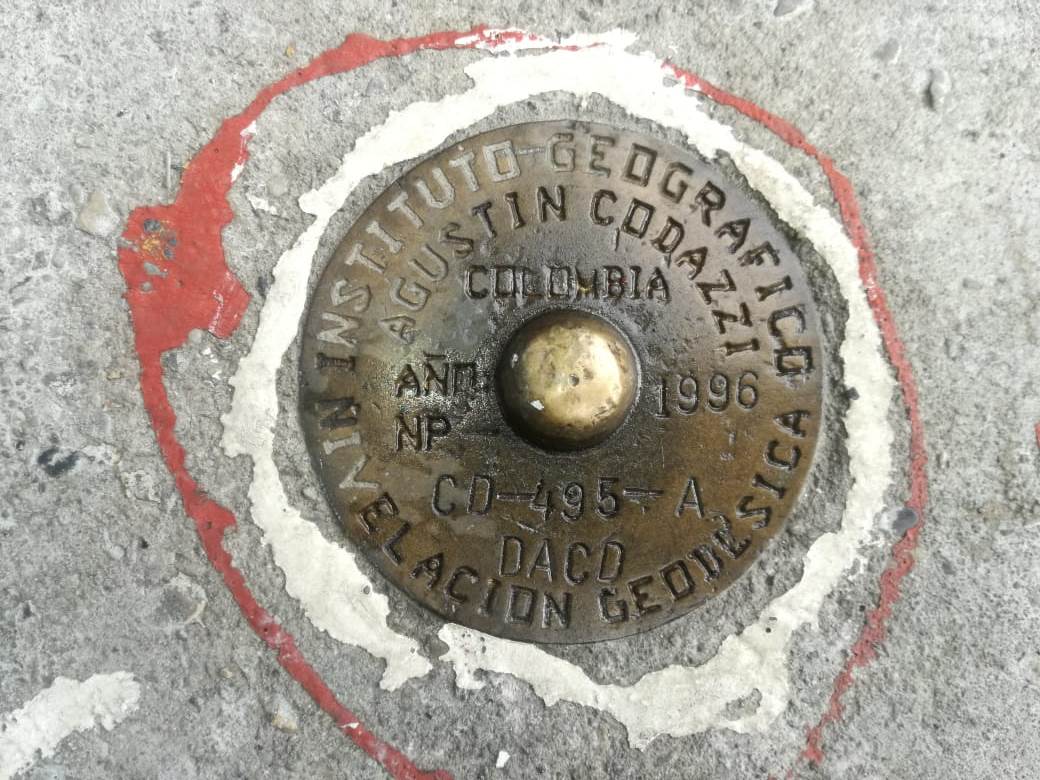 INSTITUTO GEOGRAFICO
AGUSTIN CODAZZI
COLOMBIA
AÑO: 1996
NP
CD-495-A
DACD
NIVELACION GEODESICA